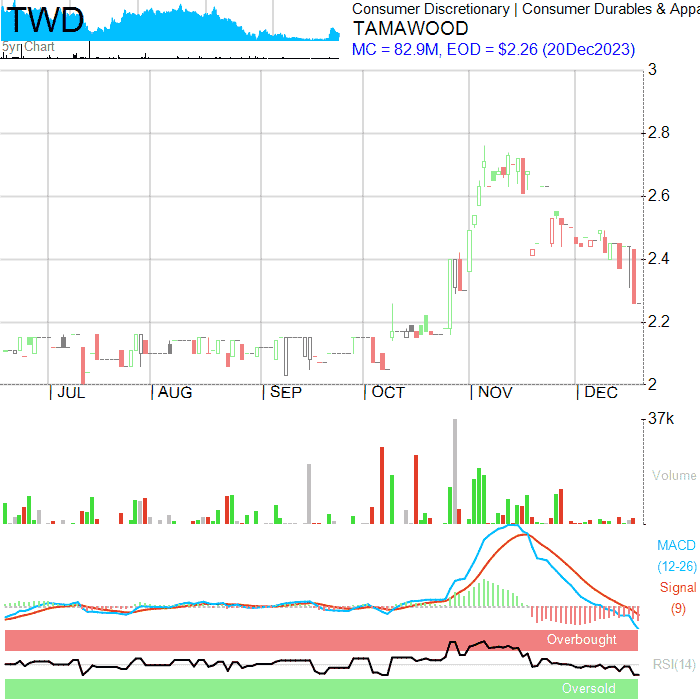 TWD
5yr Chart
Consumer Discretionary | Consumer Durables & Appa
TAMAWOOD
MC = 82.9M, EOD = $2.26 (20Dec2023)
3
2.8
2.6
2.4
2.2
2
|JUL |AUG |SEP |OCT |NOV |DEC
37k
Volume
MACD
(12-26)
Signal
(9)
Overbought
RSI(14)
Oversold